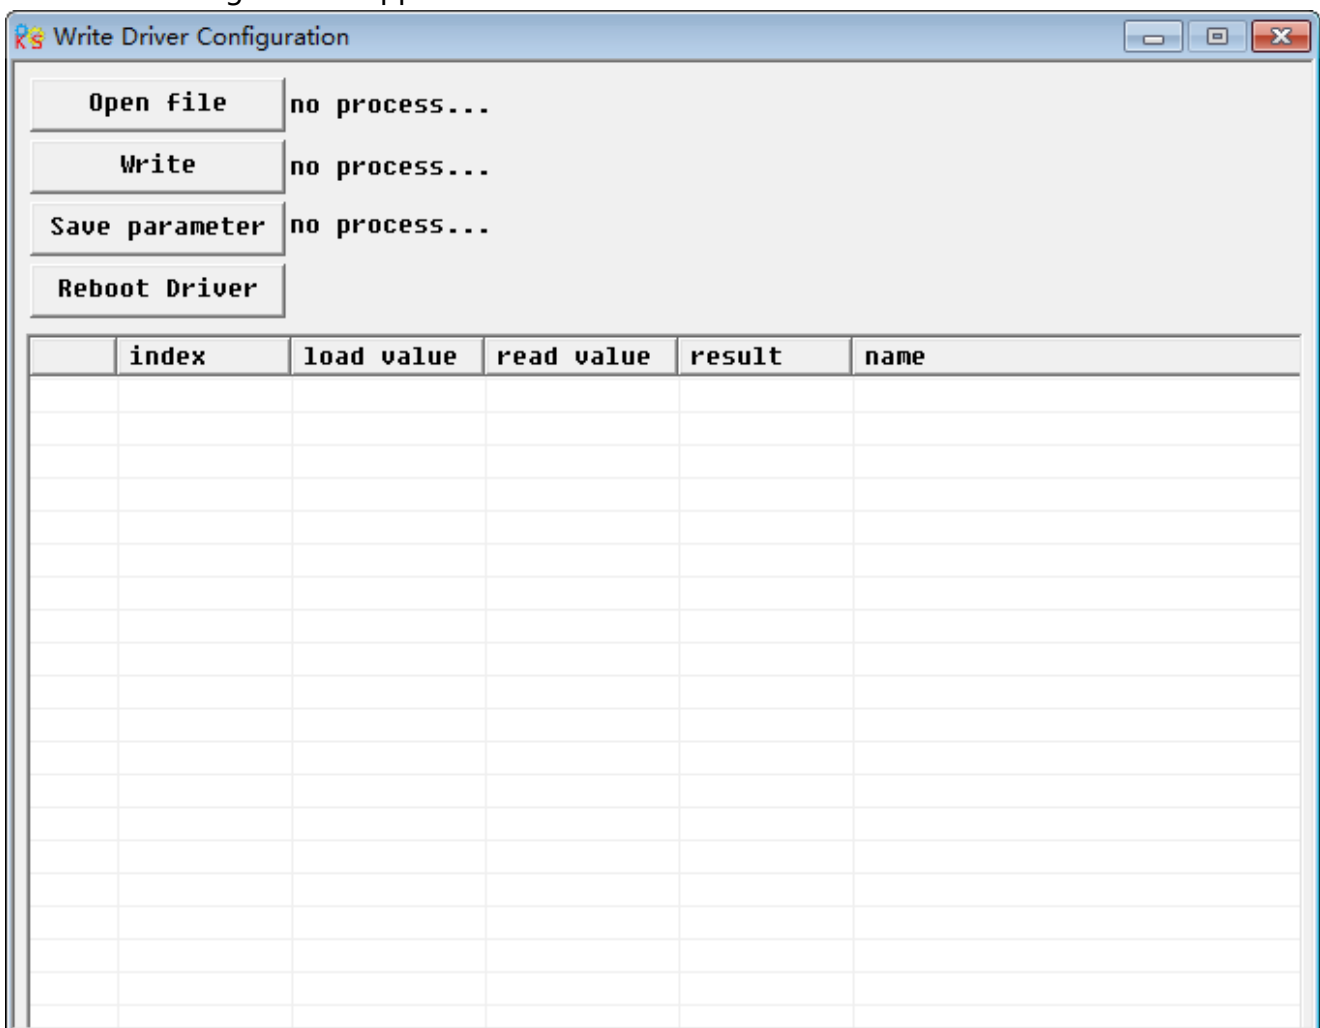 Write Driver Configuration
Open file no process...
Write no process...
Save parameter no process...
Reboot Driver
index load value read value result name